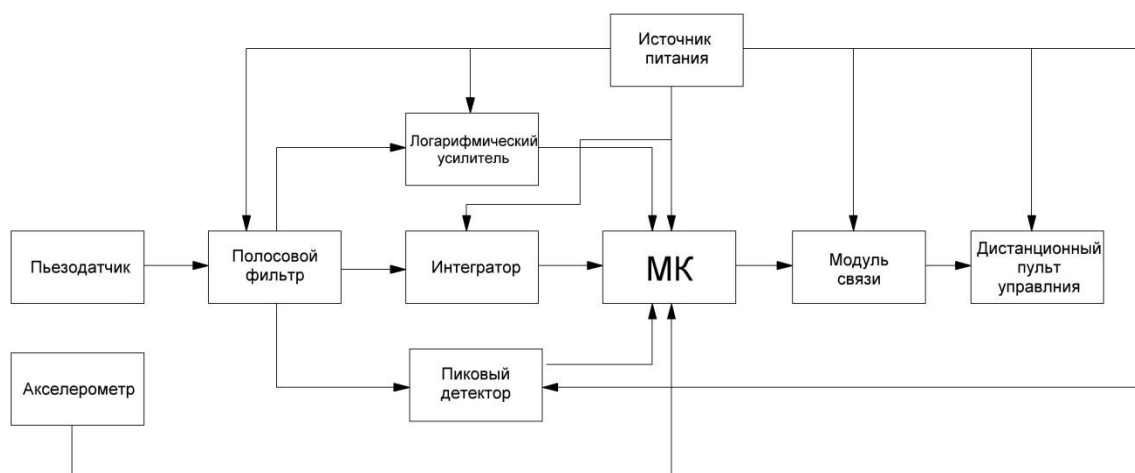 Источник
питания
Логарифмический
усилитель
Пьезодатчик
Полосовой
фильтр
Интегратор
МК
Модуль
связи
Дистанционный
пульт
управлния
Акселерометр
Пиковый
детектор